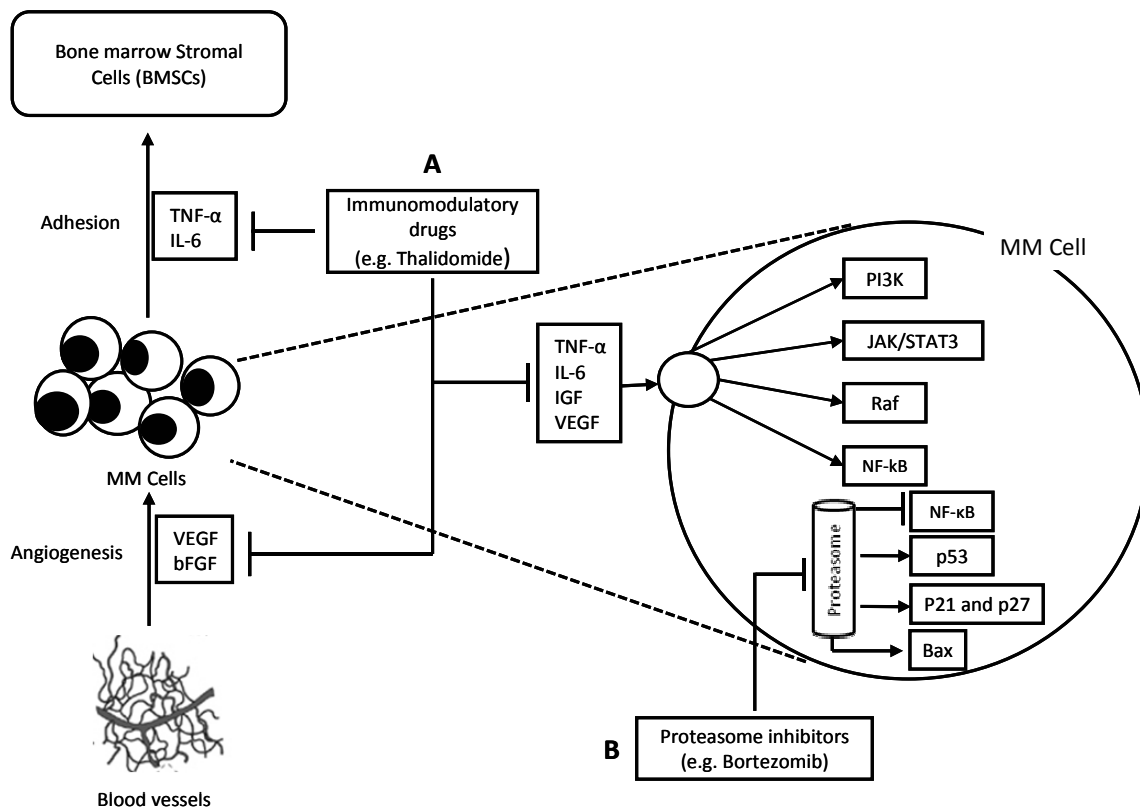 Bone marrow Stromal
Cells (BMSCs)
A
Adhesion
TNF-α
IL-6
Immunomodulatory
drugs
(e.g. Thalidomide)
MM Cell
PI3K
JAK/STAT3
Raf
NF-kB
TNF-α
IL-6
IGF
VEGF
MM Cells
Angiogenesis
VEGF
bFGF
Proteasome
NF-κB
p53
P21 and p27
Bax
B
Proteasome inhibitors
(e.g. Bortezomib)
Blood vessels